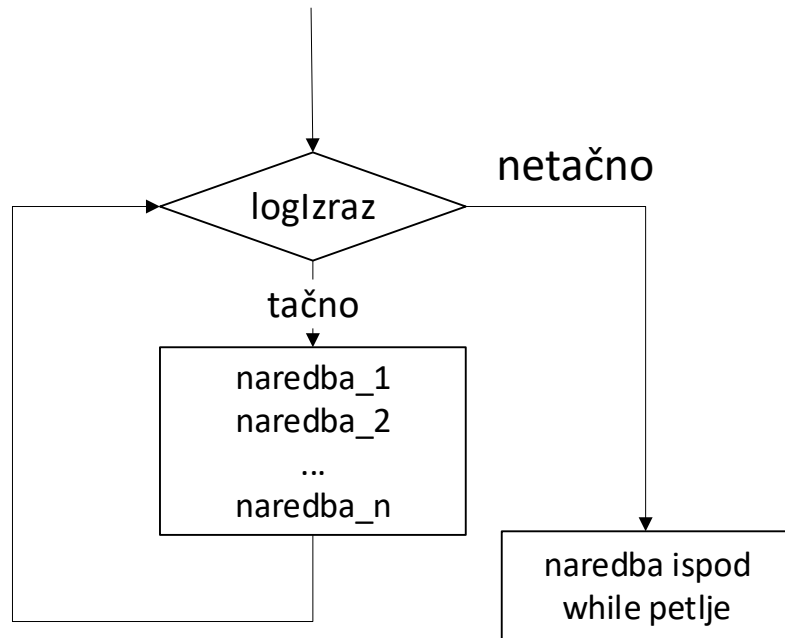 logIzraz
netačno
tačno
naredba_1
naredba_2
...
naredba_n
naredba ispod
while petlje